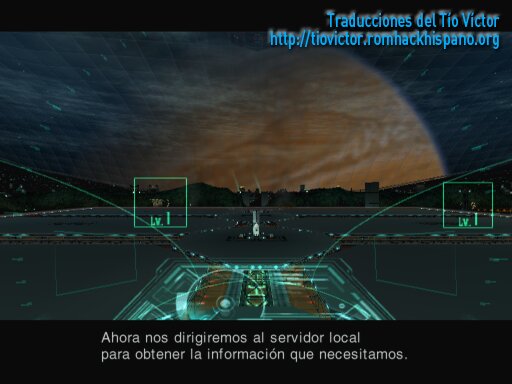 Traducciones del Tío Víctor
http://tiovictor.romhackhispano.org
Lv.1
Lv.1
Ahora nos dirigiremos al servidor local
para obtener la información que necesitamos.